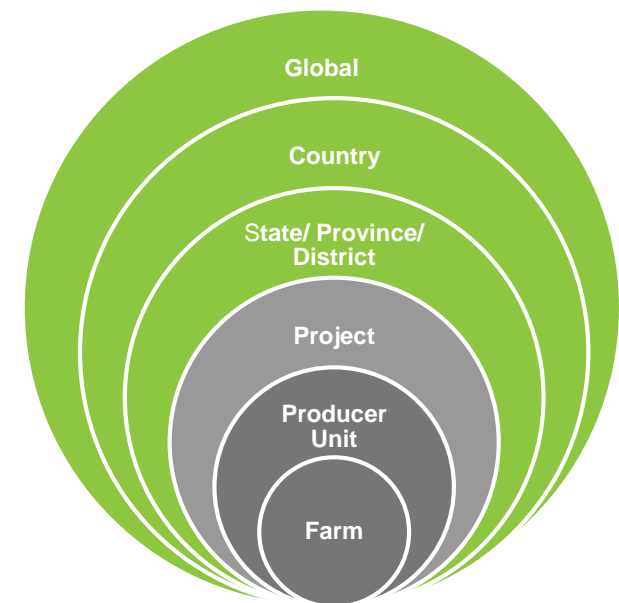 Global
Country
State/ Province/
District
Project
Producer
Unit
Farm